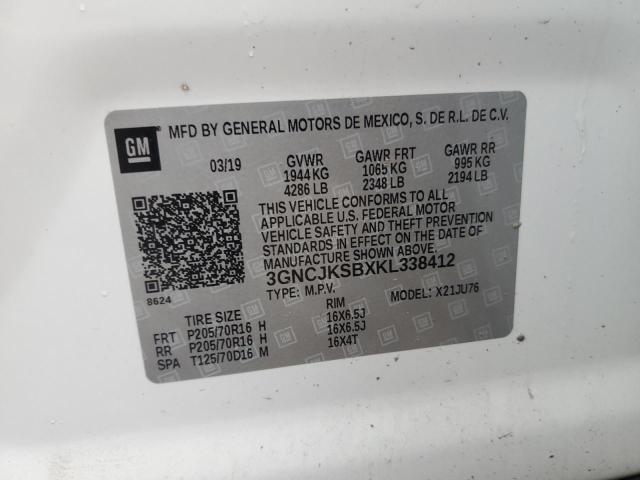 GM
MFD BY GENERAL MOTORS DE MEXICO, S. DE R.L. DE C.V.
03/19 GVWR GAWR FRT GAWR RR
1944 KG 1065 KG 995 KG
4286 LB 2348 LB 2194 LB
THIS VEHICLE CONFORMS TO ALL
APPLICABLE U.S. FEDERAL MOTOR
VEHICLE SAFETY AND THEFT PREVENTION
STANDARDS IN EFFECT ON THE DATE OF
MANUFACTURE SHOWN ABOVE.
3GNCJKSBXKL338412
8624
TYPE: M.P.V. MODEL: X21JU76
TIRE SIZE RIM
FRT P205/70R16 H 16X6.5J
RR P205/70R16 H 16X6.5J
SPA T125/70D16 M 16X4T